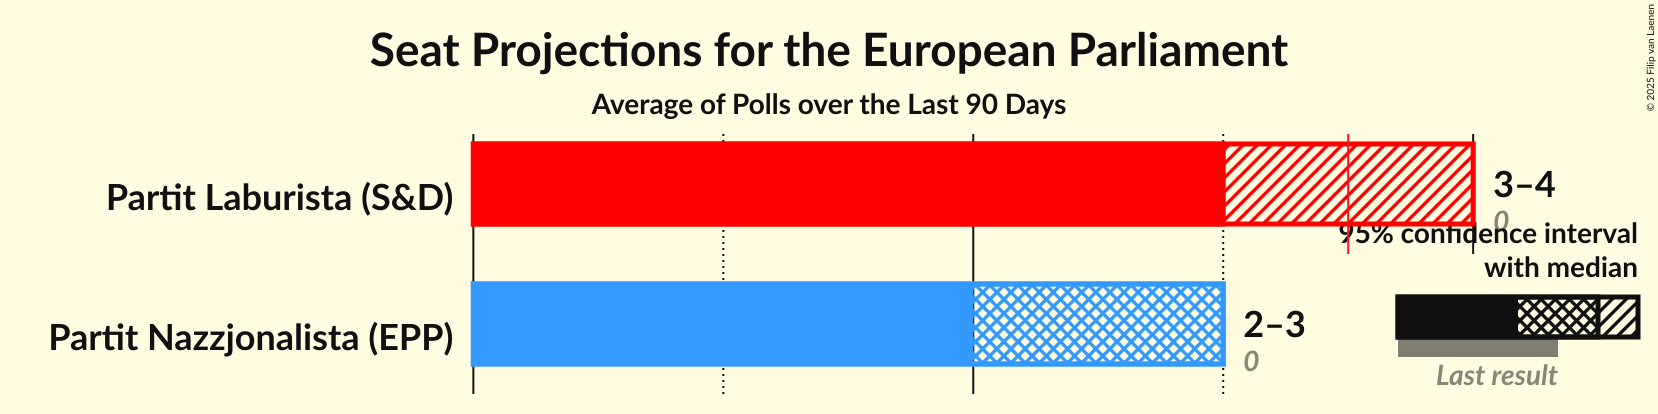 Seat Projections for the European Parliament
Average of Polls over the Last 90 Days
Partit Laburista (S&D)
3–4
0
Partit Nazzjonalista (EPP)
2–3
0
95% confidence interval
with median
Last result
© 2025 Filip van Laenen